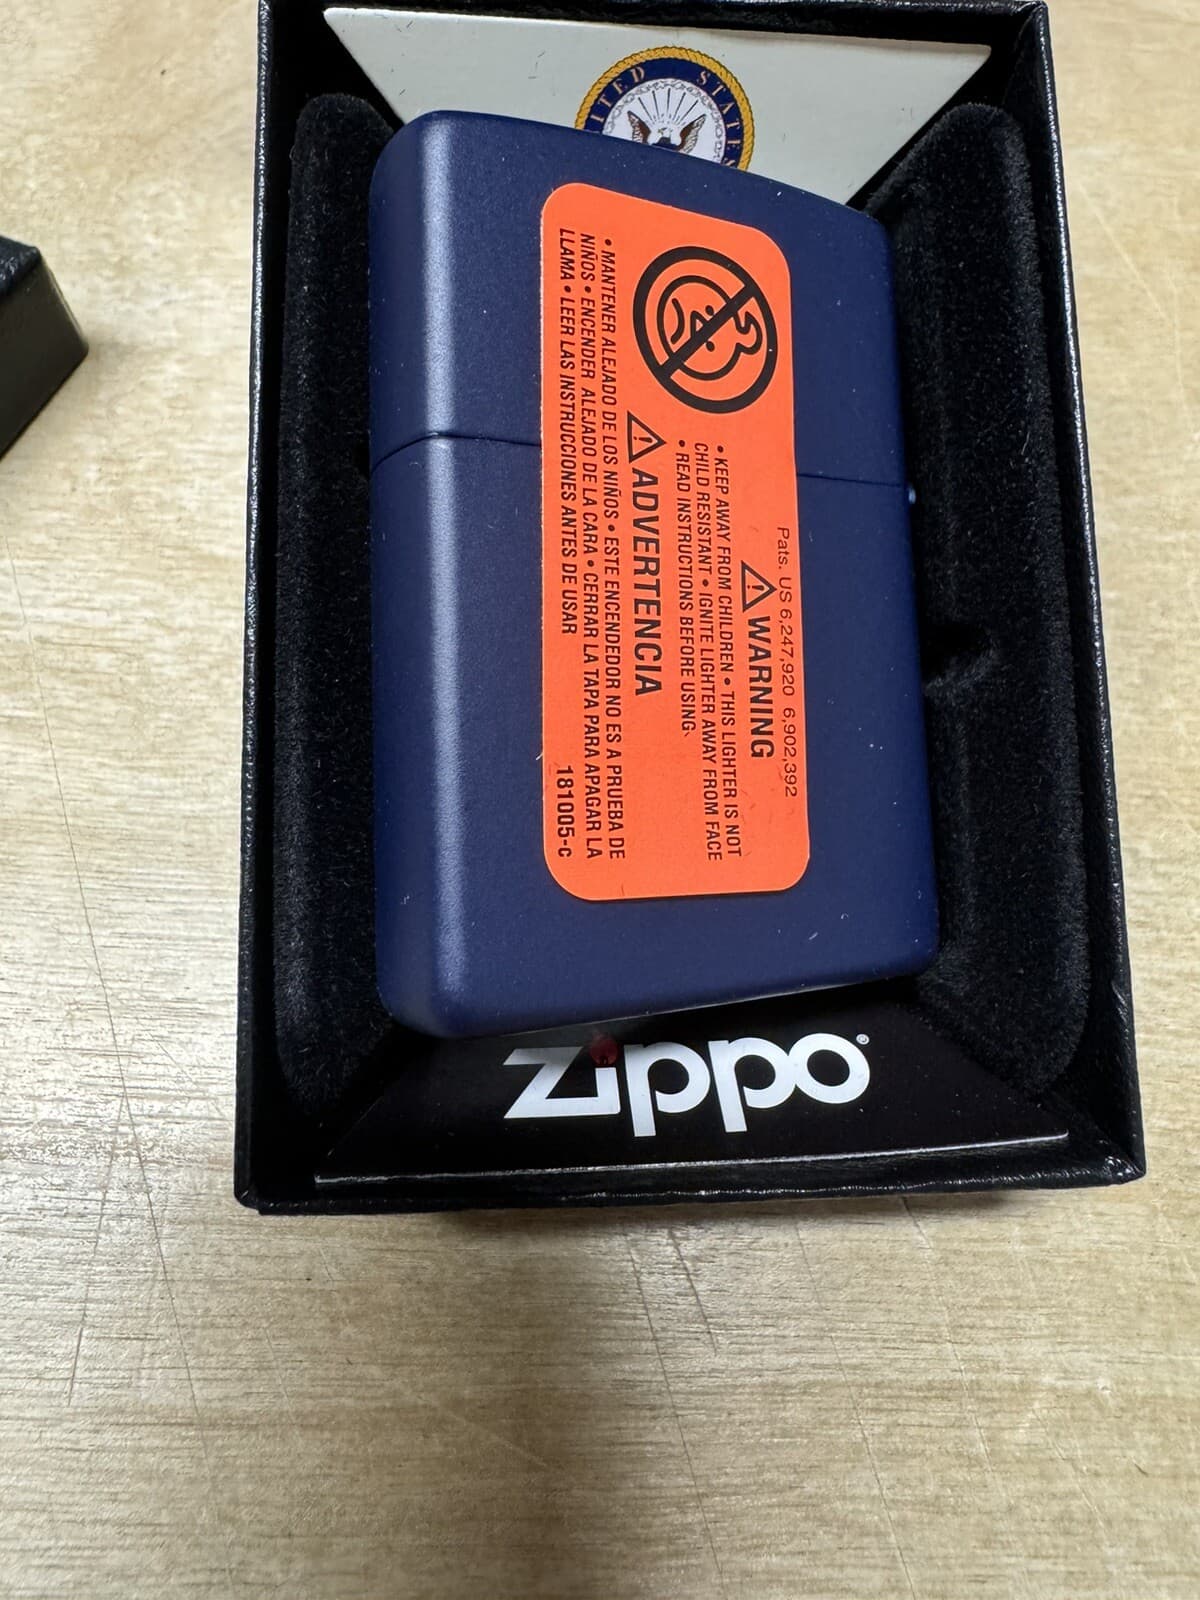 ITED STATES
Pats. US 6,247,920 6,902,392
⚠WARNING
• KEEP AWAY FROM CHILDREN • THIS LIGHTER IS NOT
CHILD RESISTANT • IGNITE LIGHTER AWAY FROM FACE
• READ INSTRUCTIONS BEFORE USING
⚠ADVERTENCIA
• MANTENER ALEJADO DE LOS NIÑOS • ESTE ENCENDEDOR NO ES A PRUEBA DE
NIÑOS • ENCENDER ALEJADO DE LA CARA • CERRAR LA TAPA PARA APAGAR LA
LLAMA • LEER LAS INSTRUCCIONES ANTES DE USAR
181005-c
Zippo®